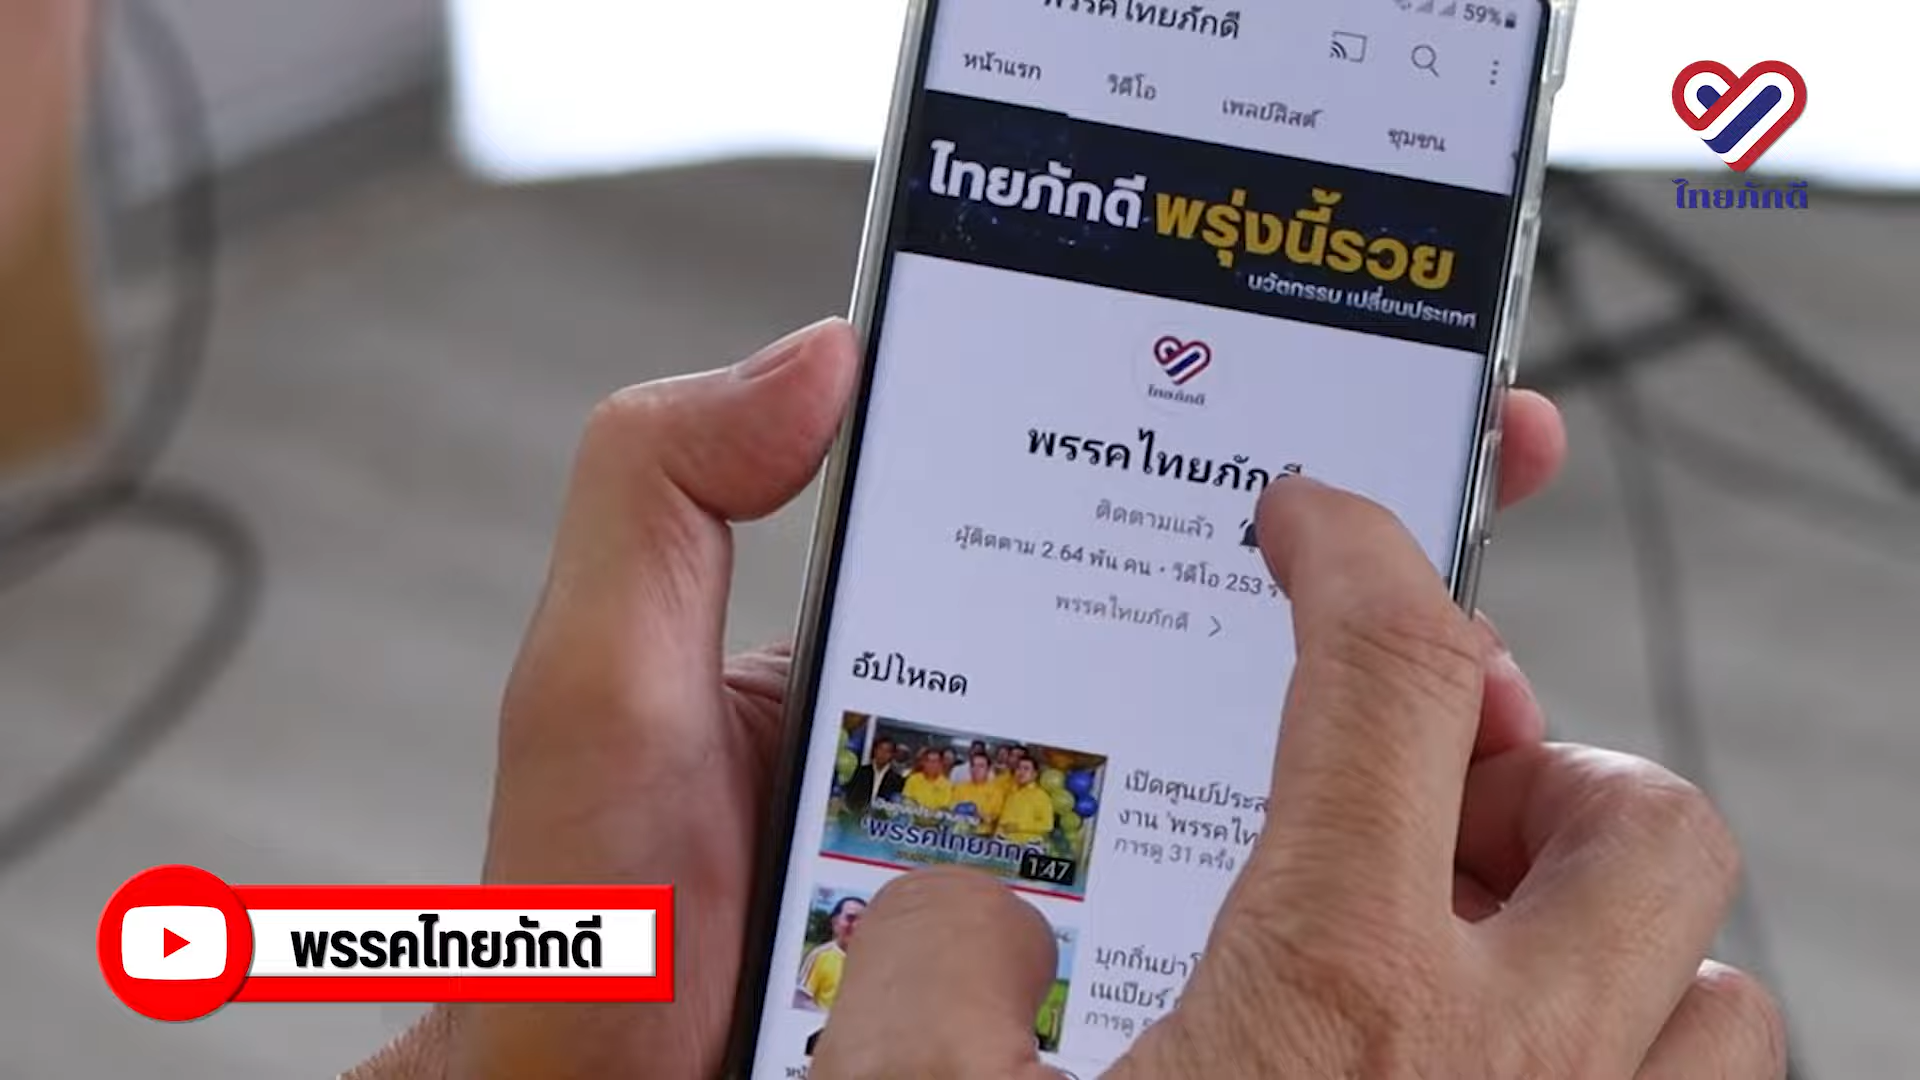 พรรคไทยภักดี
59%
หน้าแรก
วิดีโอ
เพลย์ลิสต์
ชุมชน
ไทยภักดี
ไทยภักดี พรุ่งนี้รวย
นวัตกรรม เปลี่ยนประเทศ
ไทยภักดี
พรรคไทยภักดี
ติดตามแล้ว
ผู้ติดตาม 2.64 พัน คน • วิดีโอ 253
พรรคไทยภักดี
อัปโหลด
'พรรคไทยภักดี'
1:47
เปิดศูนย์ประส
งาน 'พรรคไท
การดู 31 ครั้ง
บุกถิ่นย่าโ
เนเปียร์
การดู
พรรคไทยภักดี